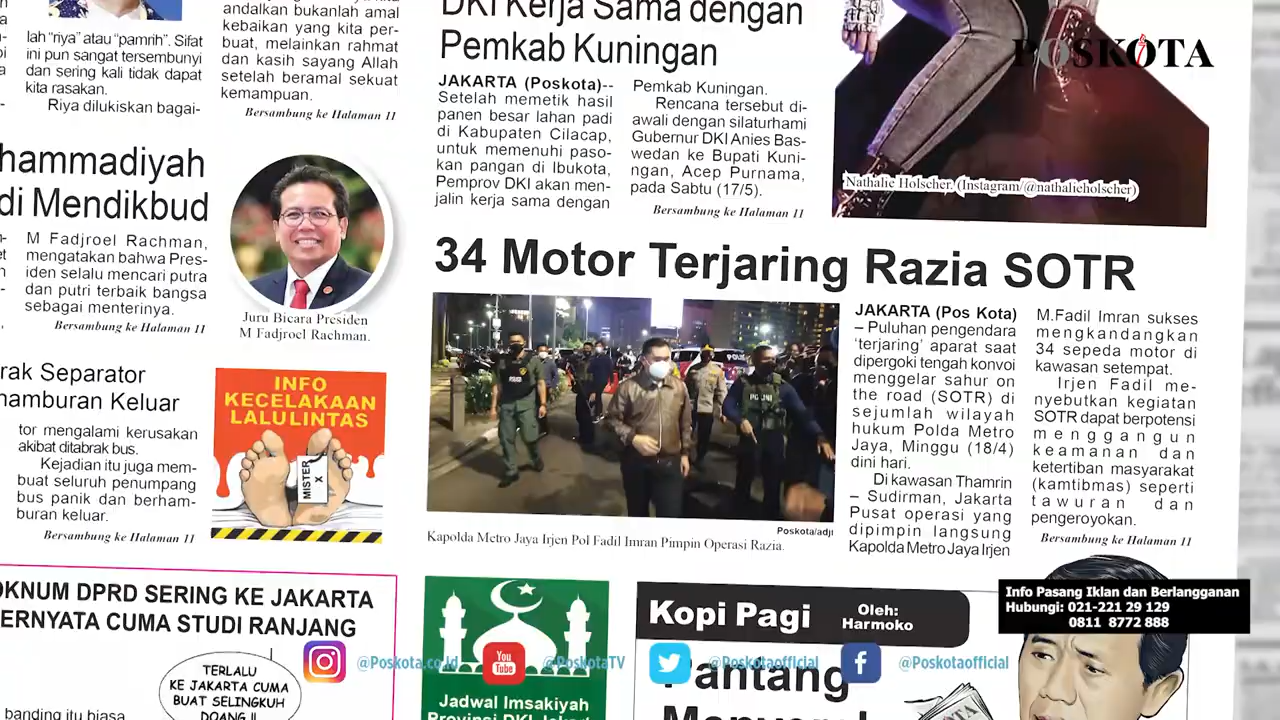 andalkan bukanlah amal
kebaikan yang kita per-
buat, melainkan rahmat
dan kasih sayang Allah
setelah beramal sekuat
kemampuan.
Bersambung ke Halaman 11
lah "riya" atau "pamrih". Sifat
ini pun sangat tersembunyi
dan sering kali tidak dapat
kita rasakan.
Riya dilukiskan bagai-
hammadiyah
di Mendikbud
M Fadjroel Rachman,
mengatakan bahwa Pres-
iden selalu mencari putra
dan putri terbaik bangsa
sebagai menterinya.
Bersambung ke Halaman 11
Juru Bicara Presiden
M Fadjroel Rachman.
rak Separator
hamburan Keluar
tor mengalami kerusakan
akibat ditabrak bus.
Kejadian itu juga mem-
buat seluruh penumpang
bus panik dan berham-
buran keluar.
Bersambung ke Halaman 11
INFO
KECELAKAAN
LALULINTAS
MISTER
X
DKI Kerja Sama dengan
Pemkab Kuningan
JAKARTA (Poskota)--
Setelah memetik hasil
panen besar lahan padi
di Kabupaten Cilacap,
untuk memenuhi paso-
kan pangan di Ibukota,
Pemprov DKI akan men-
jalin kerja sama dengan
Pemkab Kuningan.
Rencana tersebut di-
awali dengan silaturhami
Gubernur DKI Anies Bas-
wedan ke Bupati Kuni-
ngan, Acep Purnama,
pada Sabtu (17/5).
Bersambung ke Halaman 11
POSKOTA
Nathalie Holscher. (Instagram/@nathalieholscher)
34 Motor Terjaring Razia SOTR
POLISI
Poskota/adji
Kapolda Metro Jaya Irjen Pol Fadil Imran Pimpin Operasi Razia.
JAKARTA (Pos Kota)
– Puluhan pengendara
'terjaring' aparat saat
dipergoki tengah konvoi
menggelar sahur on
the road (SOTR) di
sejumlah wilayah
hukum Polda Metro
Jaya, Minggu (18/4)
dini hari.
Di kawasan Thamrin
– Sudirman, Jakarta
Pusat operasi yang
dipimpin langsung
Kapolda Metro Jaya Irjen
M.Fadil Imran sukses
mengkandangkan
34 sepeda motor di
kawasan setempat.
Irjen Fadil me-
nyebutkan kegiatan
SOTR dapat berpotensi
menggangun
keamanan dan
ketertiban masyarakat
(kamtibmas) seperti
tawuran dan
pengeroyokan.
Bersambung ke Halaman 11
OKNUM DPRD SERING KE JAKARTA
ERNYATA CUMA STUDI RANJANG
TERLALU
KE JAKARTA CUMA
BUAT SELINGKUH
DOANG !!
banding itu biasa
Jadwal Imsakiyah
Provinsi DKI Jakarta
Kopi Pagi
Oleh:
Harmoko
Pantang
Info Pasang Iklan dan Berlangganan
Hubungi: 021-221 29 129
0811 8772 888
@Poskota.co.id
You
Tube
@PoskotaTV
@Poskotaofficial
@Poskotaofficial